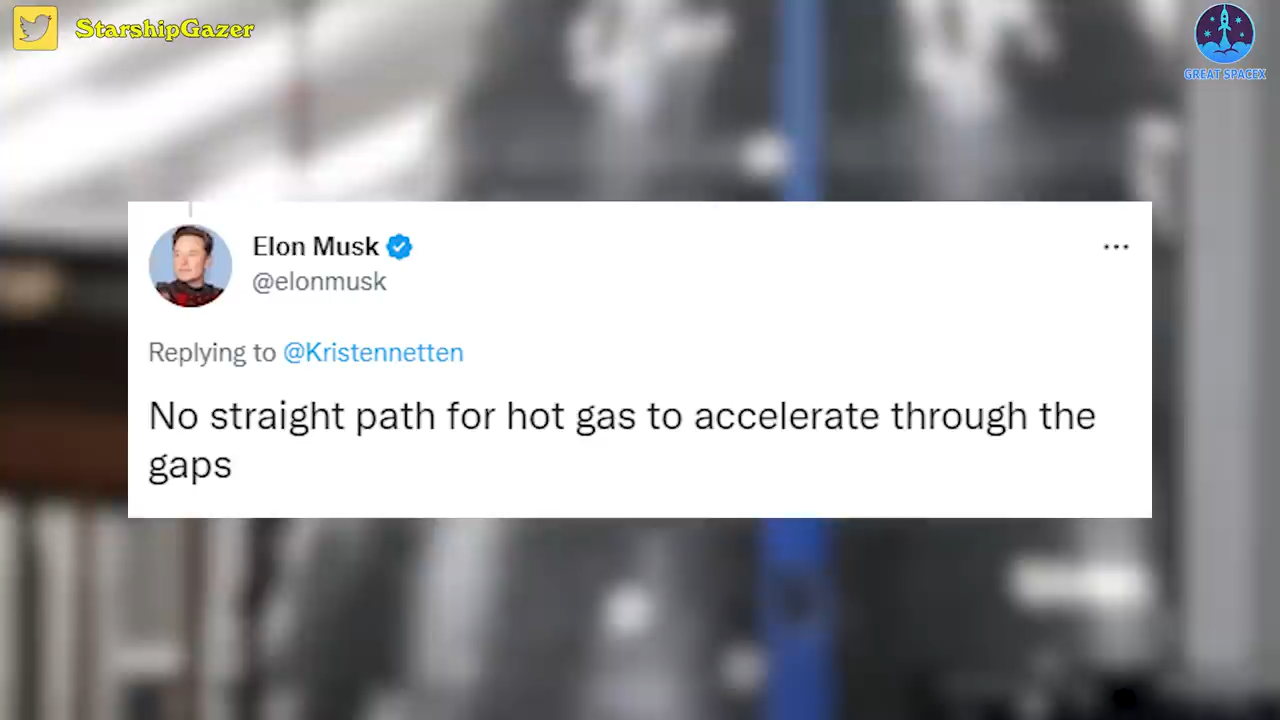 StarshipGazer
GREAT SPACEX
Elon Musk
@elonmusk
Replying to @Kristennetten
No straight path for hot gas to accelerate through the
gaps